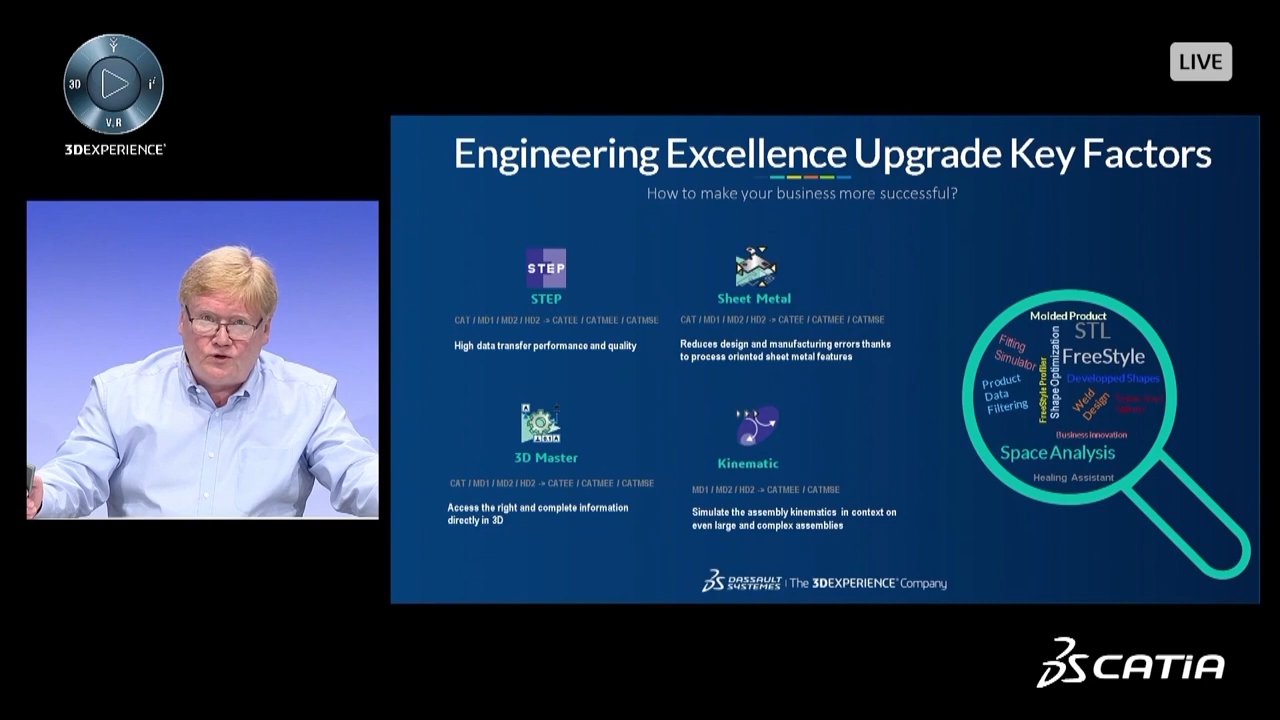 3D
i²
V.R
3DEXPERIENCE
LIVE
Engineering Excellence Upgrade Key Factors
How to make your business more successful?
STEP
STEP
CAT / MD1 / MD2 / HD2 -> CATEE / CATMEE / CATMSE
High data transfer performance and quality
Sheet Metal
CAT / MD1 / MD2 / HD2 -> CATEE / CATMEE / CATMSE
Reduces design and manufacturing errors thanks
to process oriented sheet metal features
3D Master
CAT / MD1 / MD2 / HD2 -> CATEE / CATMEE / CATMSE
Access the right and complete information
directly in 3D
Kinematic
MD1 / MD2 / HD2 -> CATMEE / CATMSE
Simulate the assembly kinematics in context on
even large and complex assemblies
Molded Product
STL
Fitting
Simulator
Shape Optimization
FreeStyle
FreeStyle Profiler
Developped Shapes
Product
Data
Filtering
Weld
Design
Business Innovation
Space Analysis
Healing Assistant
DASSAULT
SYSTEMES
The 3DEXPERIENCE Company
CATIA